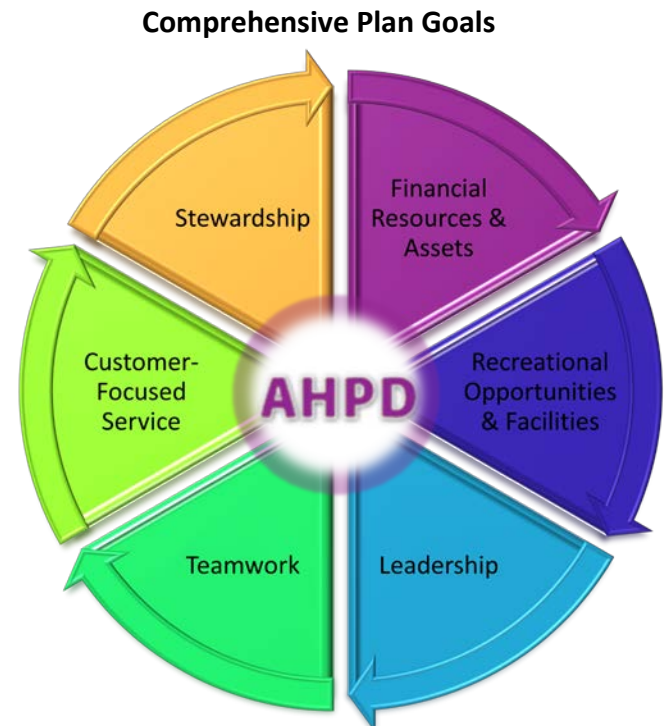 Comprehensive Plan Goals
Stewardship
Financial
Resources &
Assets
Customer-
Focused
Service
AHPD
Recreational
Opportunities
& Facilities
Teamwork
Leadership